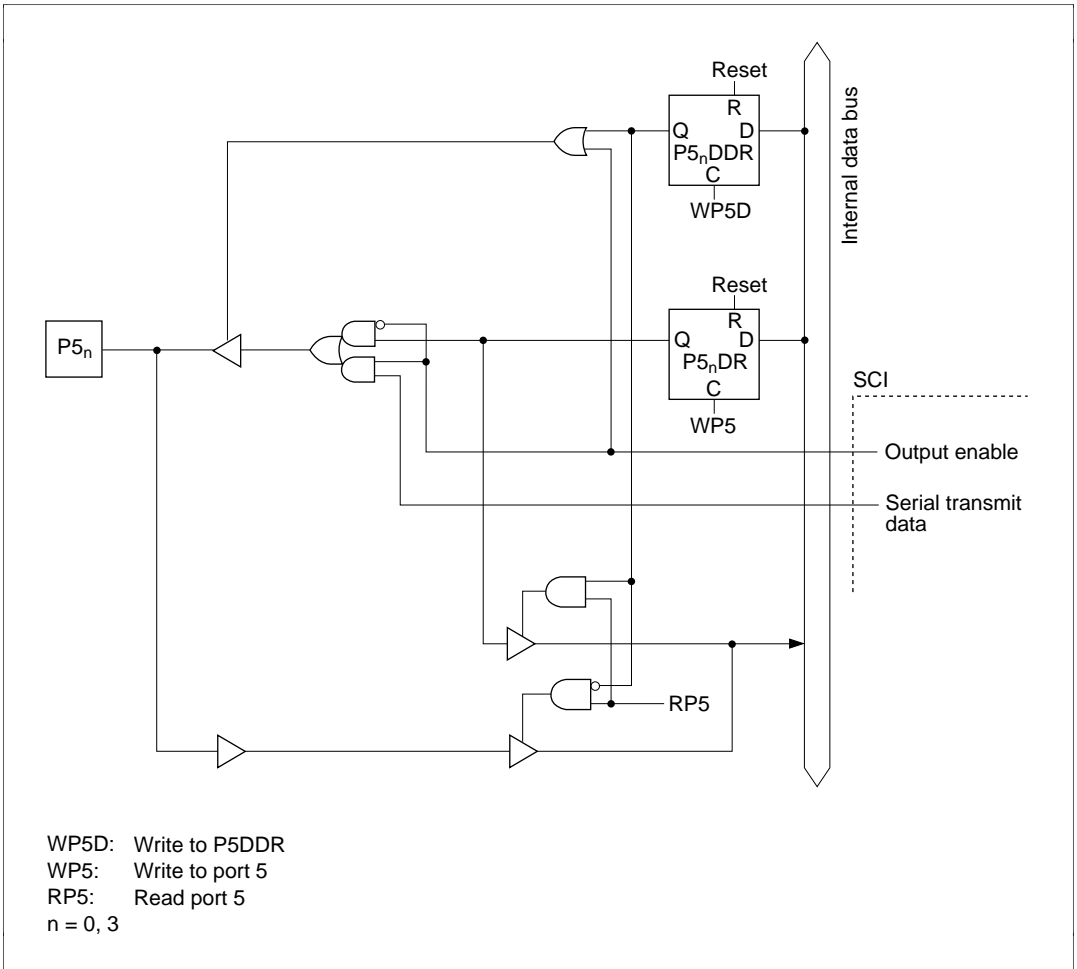 Reset
R
Q D
P5nDDR
C
WP5D
Internal data bus
Reset
R
Q D
P5nDR
C
WP5
P5n
SCI
Output enable
Serial transmit
data
RP5
WP5D: Write to P5DDR
WP5: Write to port 5
RP5: Read port 5
n = 0, 3